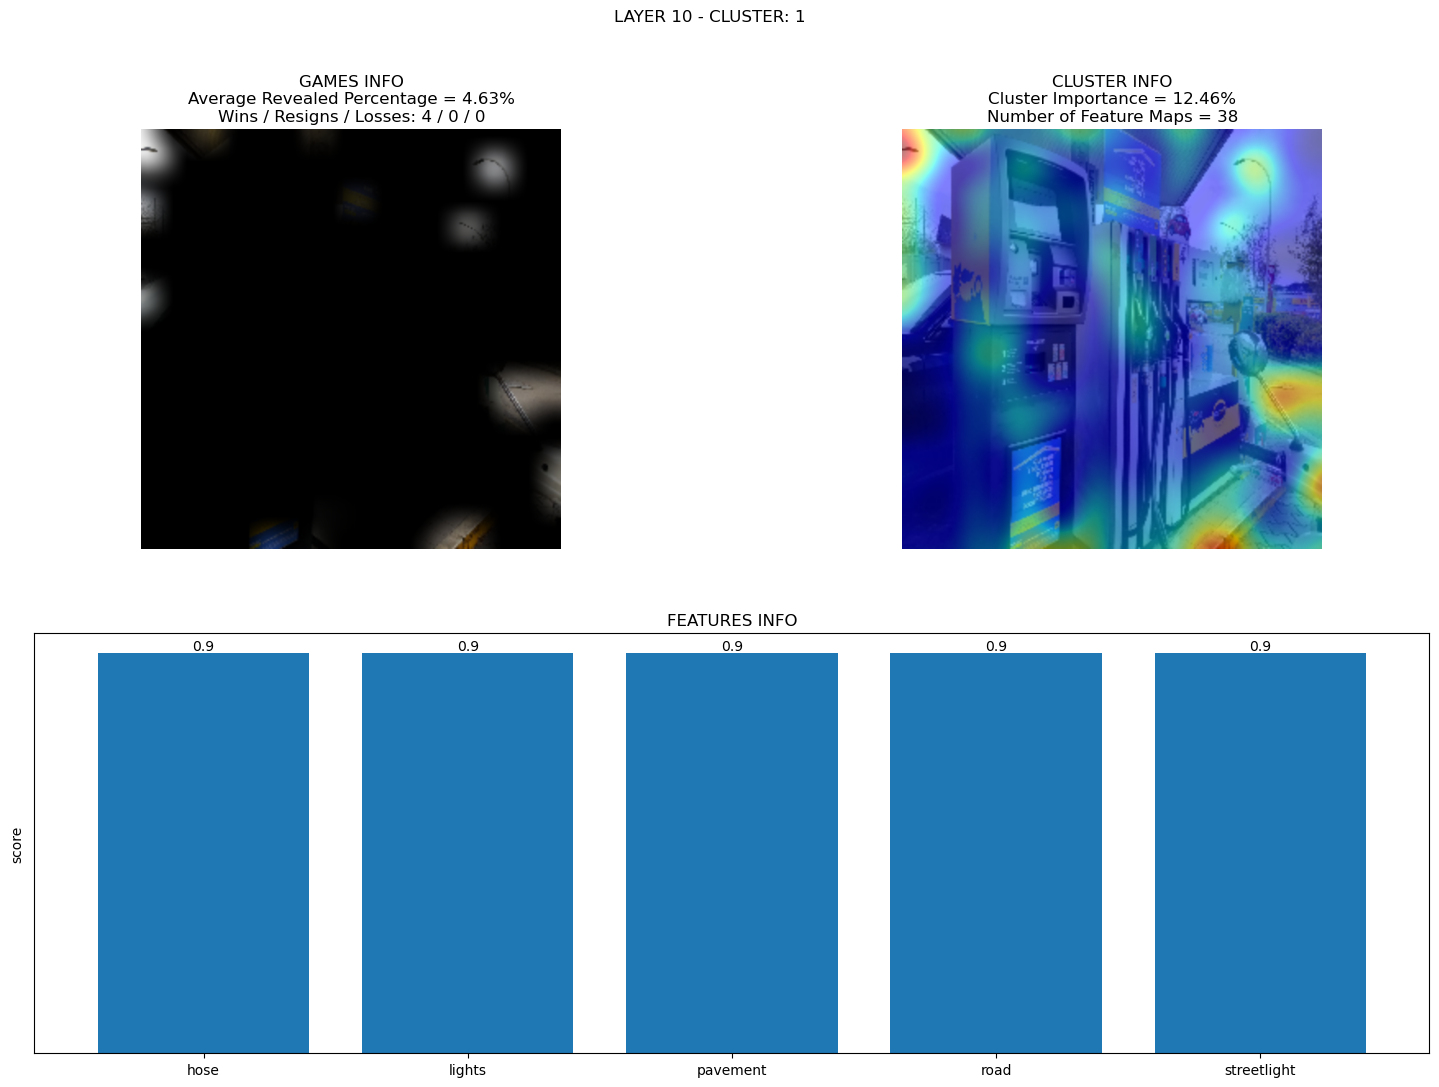 LAYER 10 - CLUSTER: 1
GAMES INFO
Average Revealed Percentage = 4.63%
Wins / Resigns / Losses: 4 / 0 / 0
CLUSTER INFO
Cluster Importance = 12.46%
Number of Feature Maps = 38
FEATURES INFO
score
0.9
0.9
0.9
0.9
0.9
hose
lights
pavement
road
streetlight